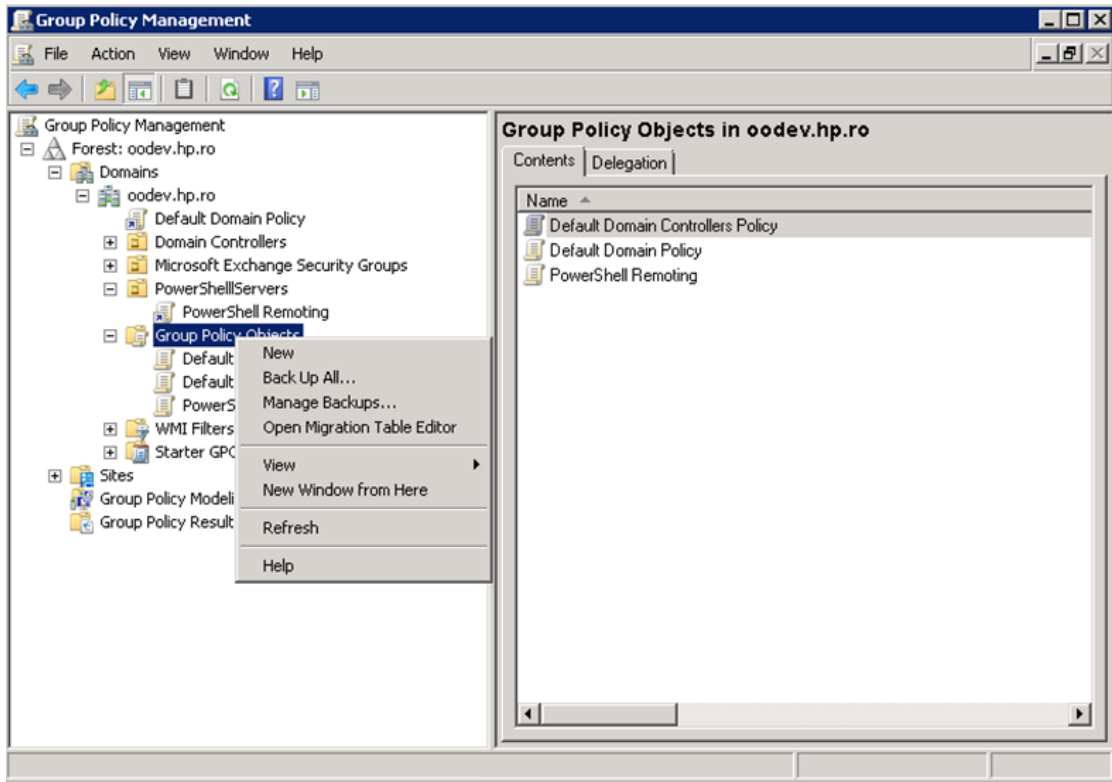 Group Policy Management
File Action View Window Help
Group Policy Management
Forest: oodev.hp.ro
Domains
oodev.hp.ro
Default Domain Policy
Domain Controllers
Microsoft Exchange Security Groups
PowerShelllServers
PowerShell Remoting
Group Policy Objects
Default
Default
PowerS
WMI Filters
Starter GPO
Sites
Group Policy Modeli
Group Policy Result
New
Back Up All...
Manage Backups...
Open Migration Table Editor
View
New Window from Here
Refresh
Help
Group Policy Objects in oodev.hp.ro
Contents Delegation
Name
Default Domain Controllers Policy
Default Domain Policy
PowerShell Remoting